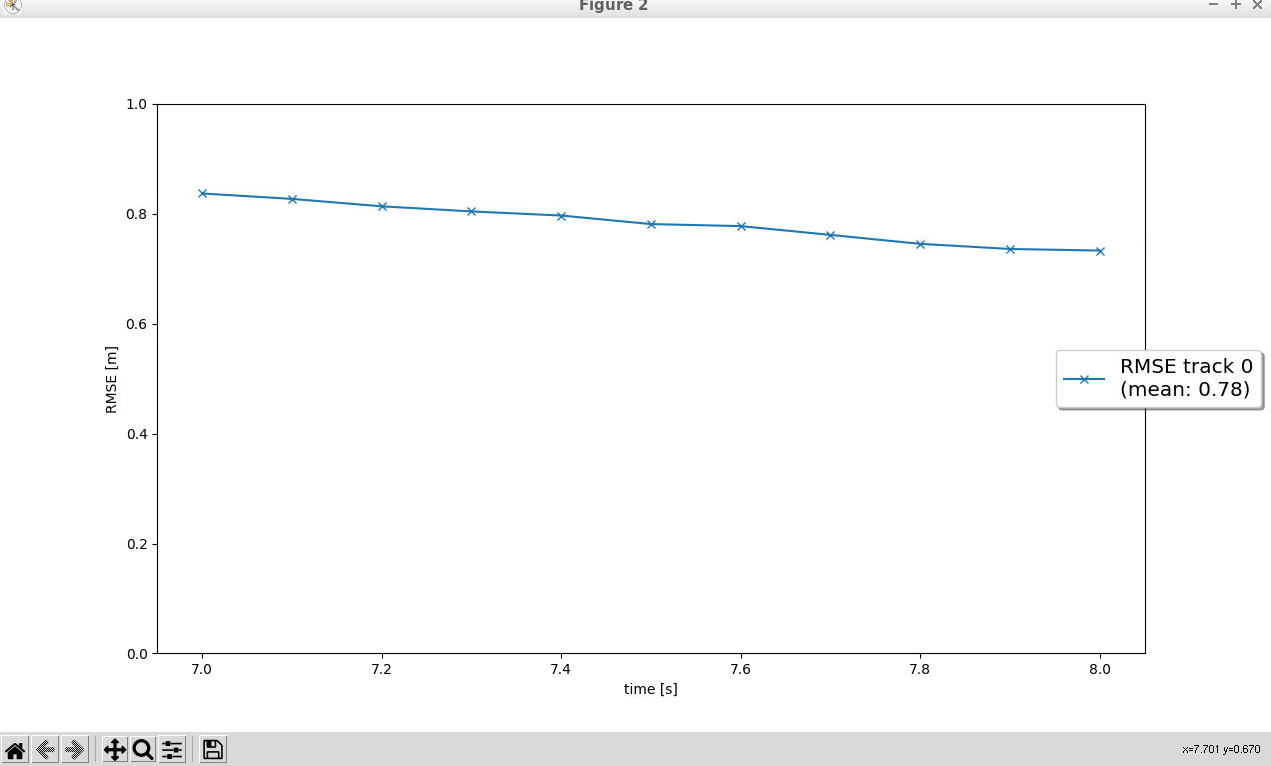 Figure 2
1.0
0.8
0.6
0.4
0.2
0.0
RMSE [m]
7.0 7.2 7.4 7.6 7.8 8.0
time [s]
RMSE track 0
(mean: 0.78)
x=7.701 y=0.670